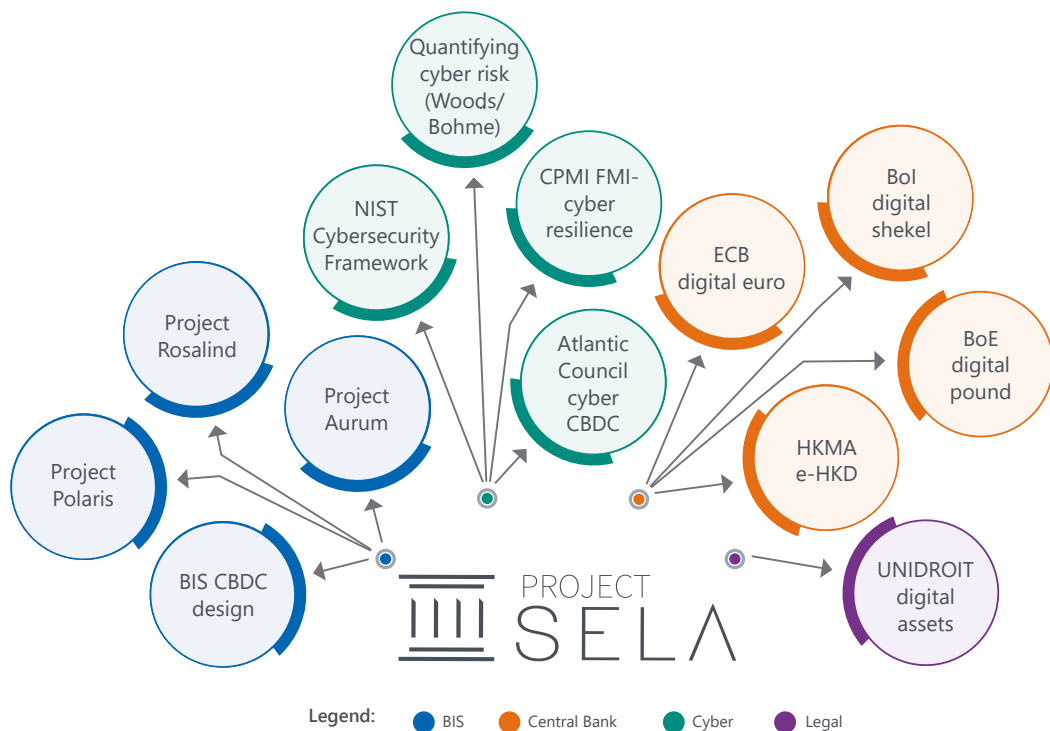 Quantifying
cyber risk
(Woods/
Bohme)
CPMI FMI-
cyber
resilience
BoI
digital
shekel
NIST
Cybersecurity
Framework
ECB
digital euro
Project
Rosalind
Atlantic
Council
cyber
CBDC
BoE
digital
pound
Project
Aurum
HKMA
e-HKD
Project
Polaris
BIS CBDC
design
UNIDROIT
digital
assets
PROJECT
SELA
Legend:
BIS
Central Bank
Cyber
Legal